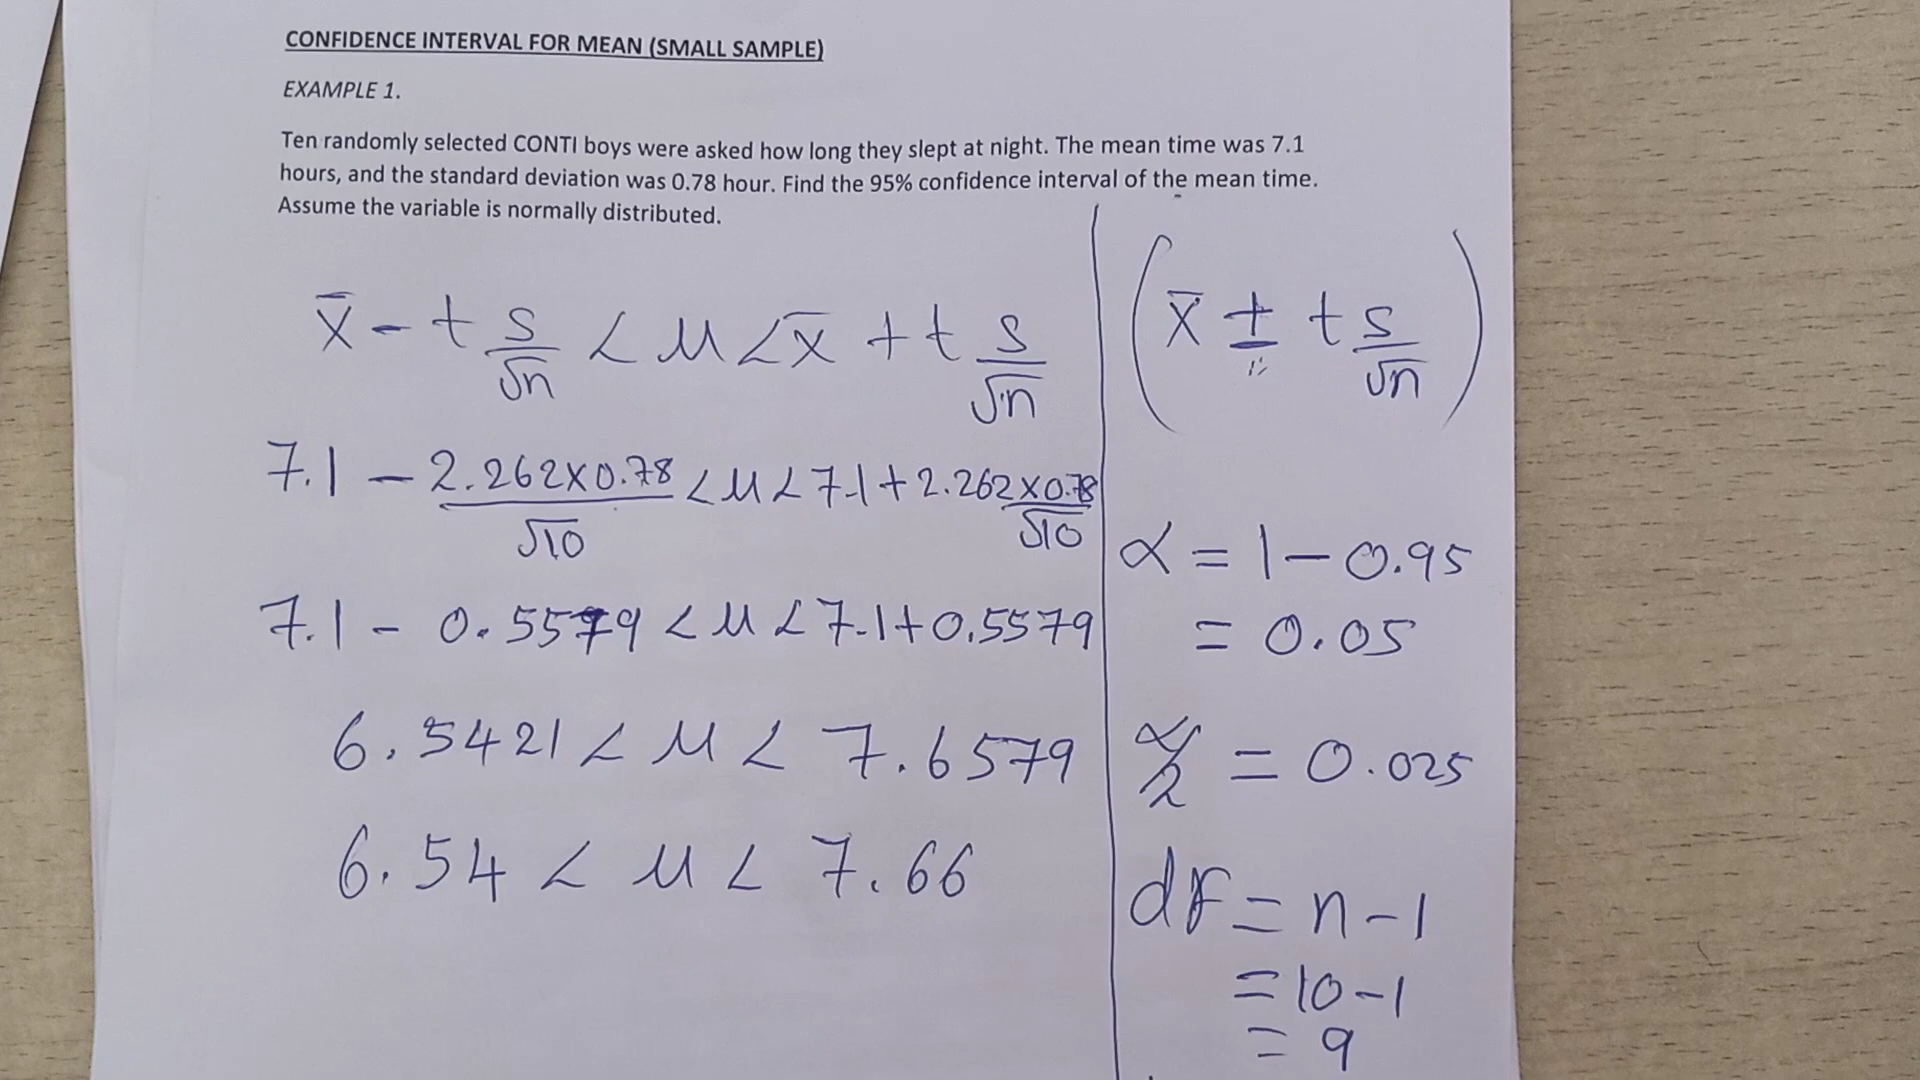 CONFIDENCE INTERVAL FOR MEAN (SMALL SAMPLE)
EXAMPLE 1.
Ten randomly selected CONTI boys were asked how long they slept at night. The mean time was 7.1
hours, and the standard deviation was 0.78 hour. Find the 95% confidence interval of the mean time.
Assume the variable is normally distributed.
x̄ - t s/√n < μ < x̄ + t s/√n
7.1 - 2.262×0.78/√10 < μ < 7.1 + 2.262×0.78/√10
7.1 - 0.5579 < μ < 7.1 + 0.5579
6.5421 < μ < 7.6579
6.54 < μ < 7.66
(x̄ ± t s/√n)
α = 1 - 0.95
= 0.05
α/2 = 0.025
df = n - 1
= 10 - 1
= 9